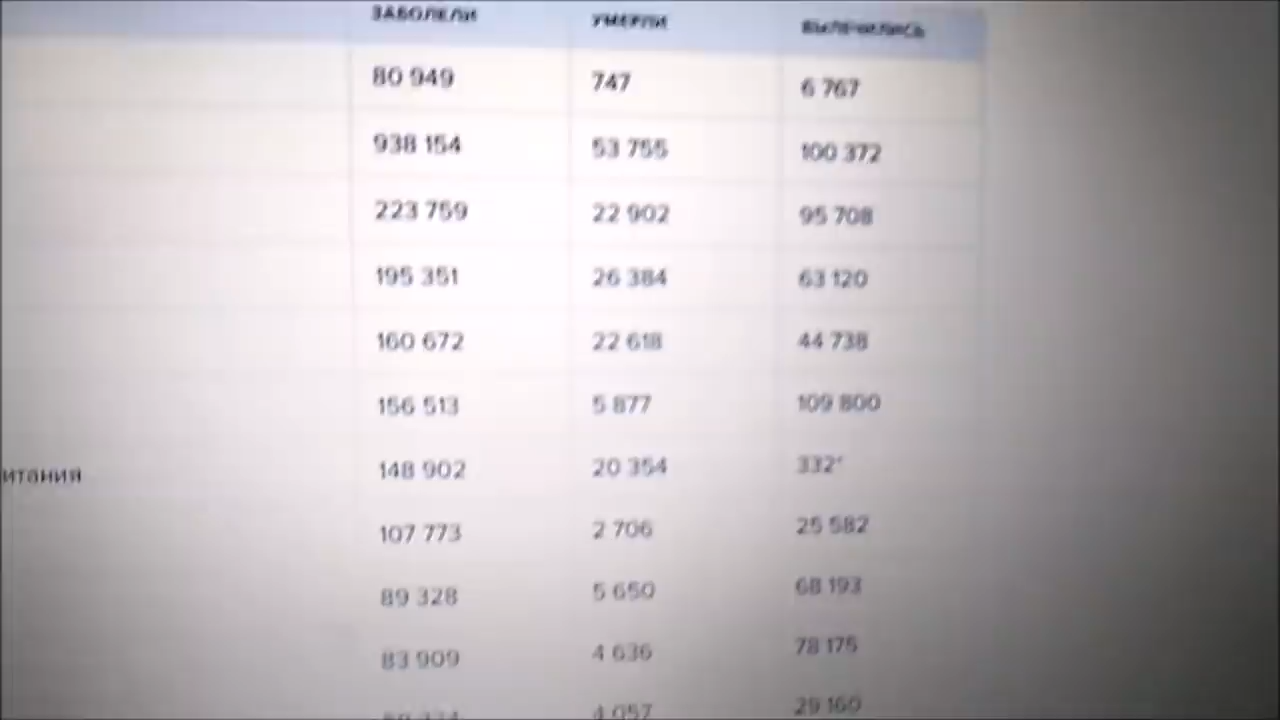 ЗАБОЛЕЛИ УМЕРЛИ ВЫЛЕЧИЛИСЬ
80 949 747 6 767
938 154 53 755 100 372
223 759 22 902 95 708
195 351 26 384 63 120
160 672 22 618 44 738
156 513 5 877 109 800
итания 148 902 20 354 332*
107 773 2 706 25 582
89 328 5 650 68 193
83 909 4 636 78 175
4 057 29 160